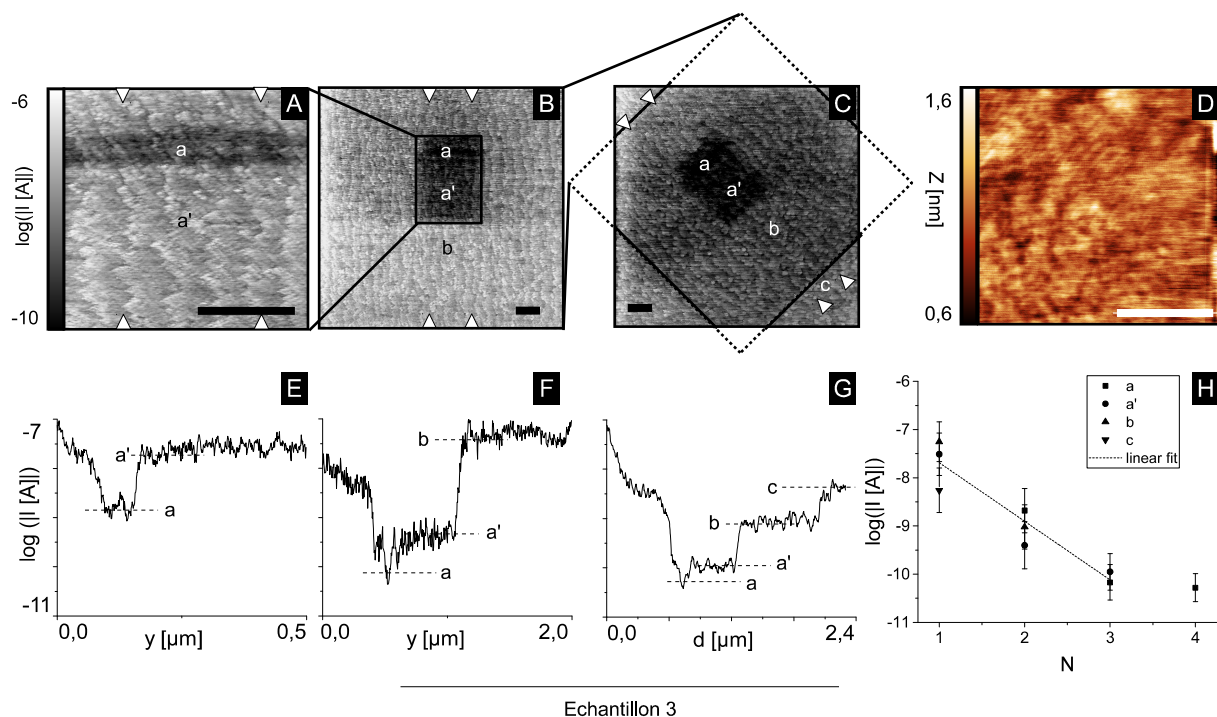 -6
log(|I [A]|)
-10
A
a
a'
B
a
a'
b
C
a
a'
b
c
D
1,6
Z [nm]
0,6
E
-7
log (|I [A]|)
-11
a'
a
0,0
0,5
y [µm]
F
b
a'
a
0,0
2,0
y [µm]
G
c
b
a'
a
0,0
2,4
d [µm]
H
a
a'
b
c
linear fit
-6
-7
-8
-9
-10
-11
log(|I [A]|)
1
2
3
4
N
Echantillon 3